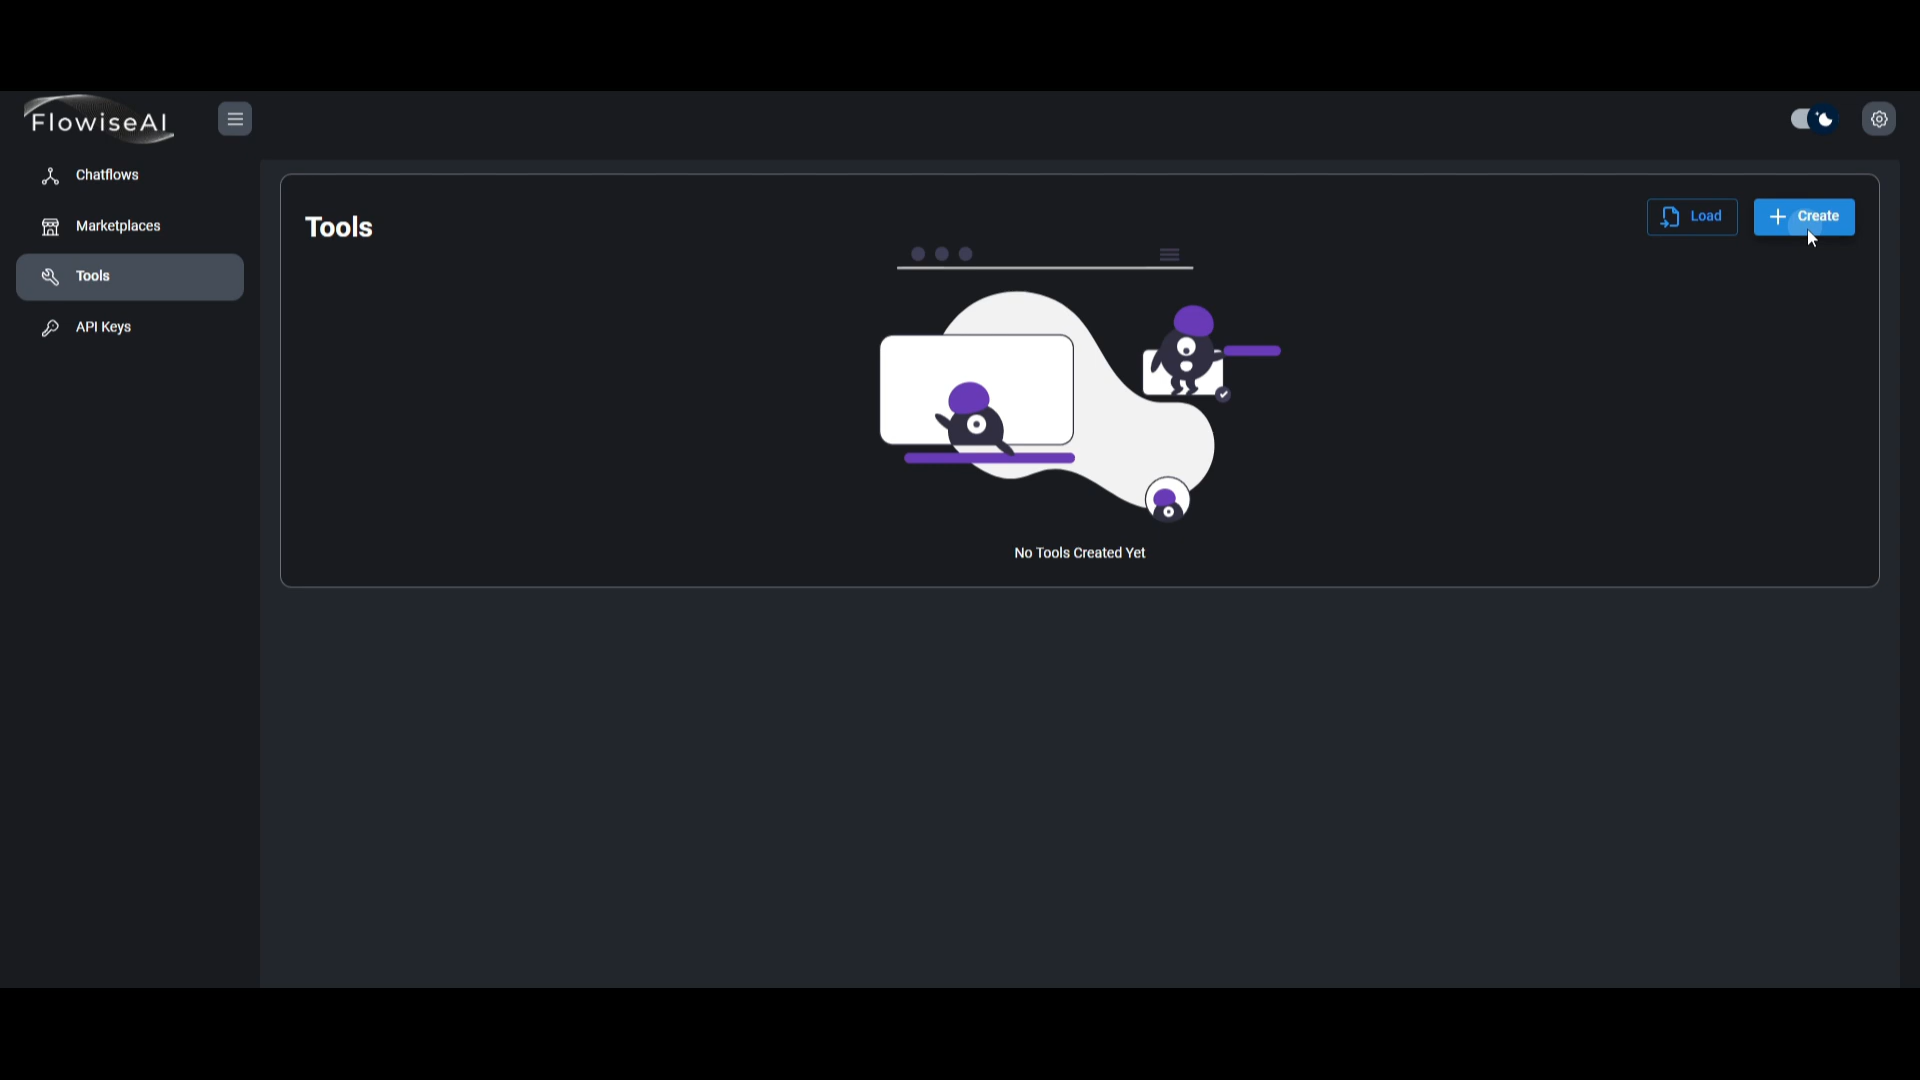 FlowiseAI
Chatflows
Marketplaces
Tools
API Keys
Tools
Load
Create
No Tools Created Yet